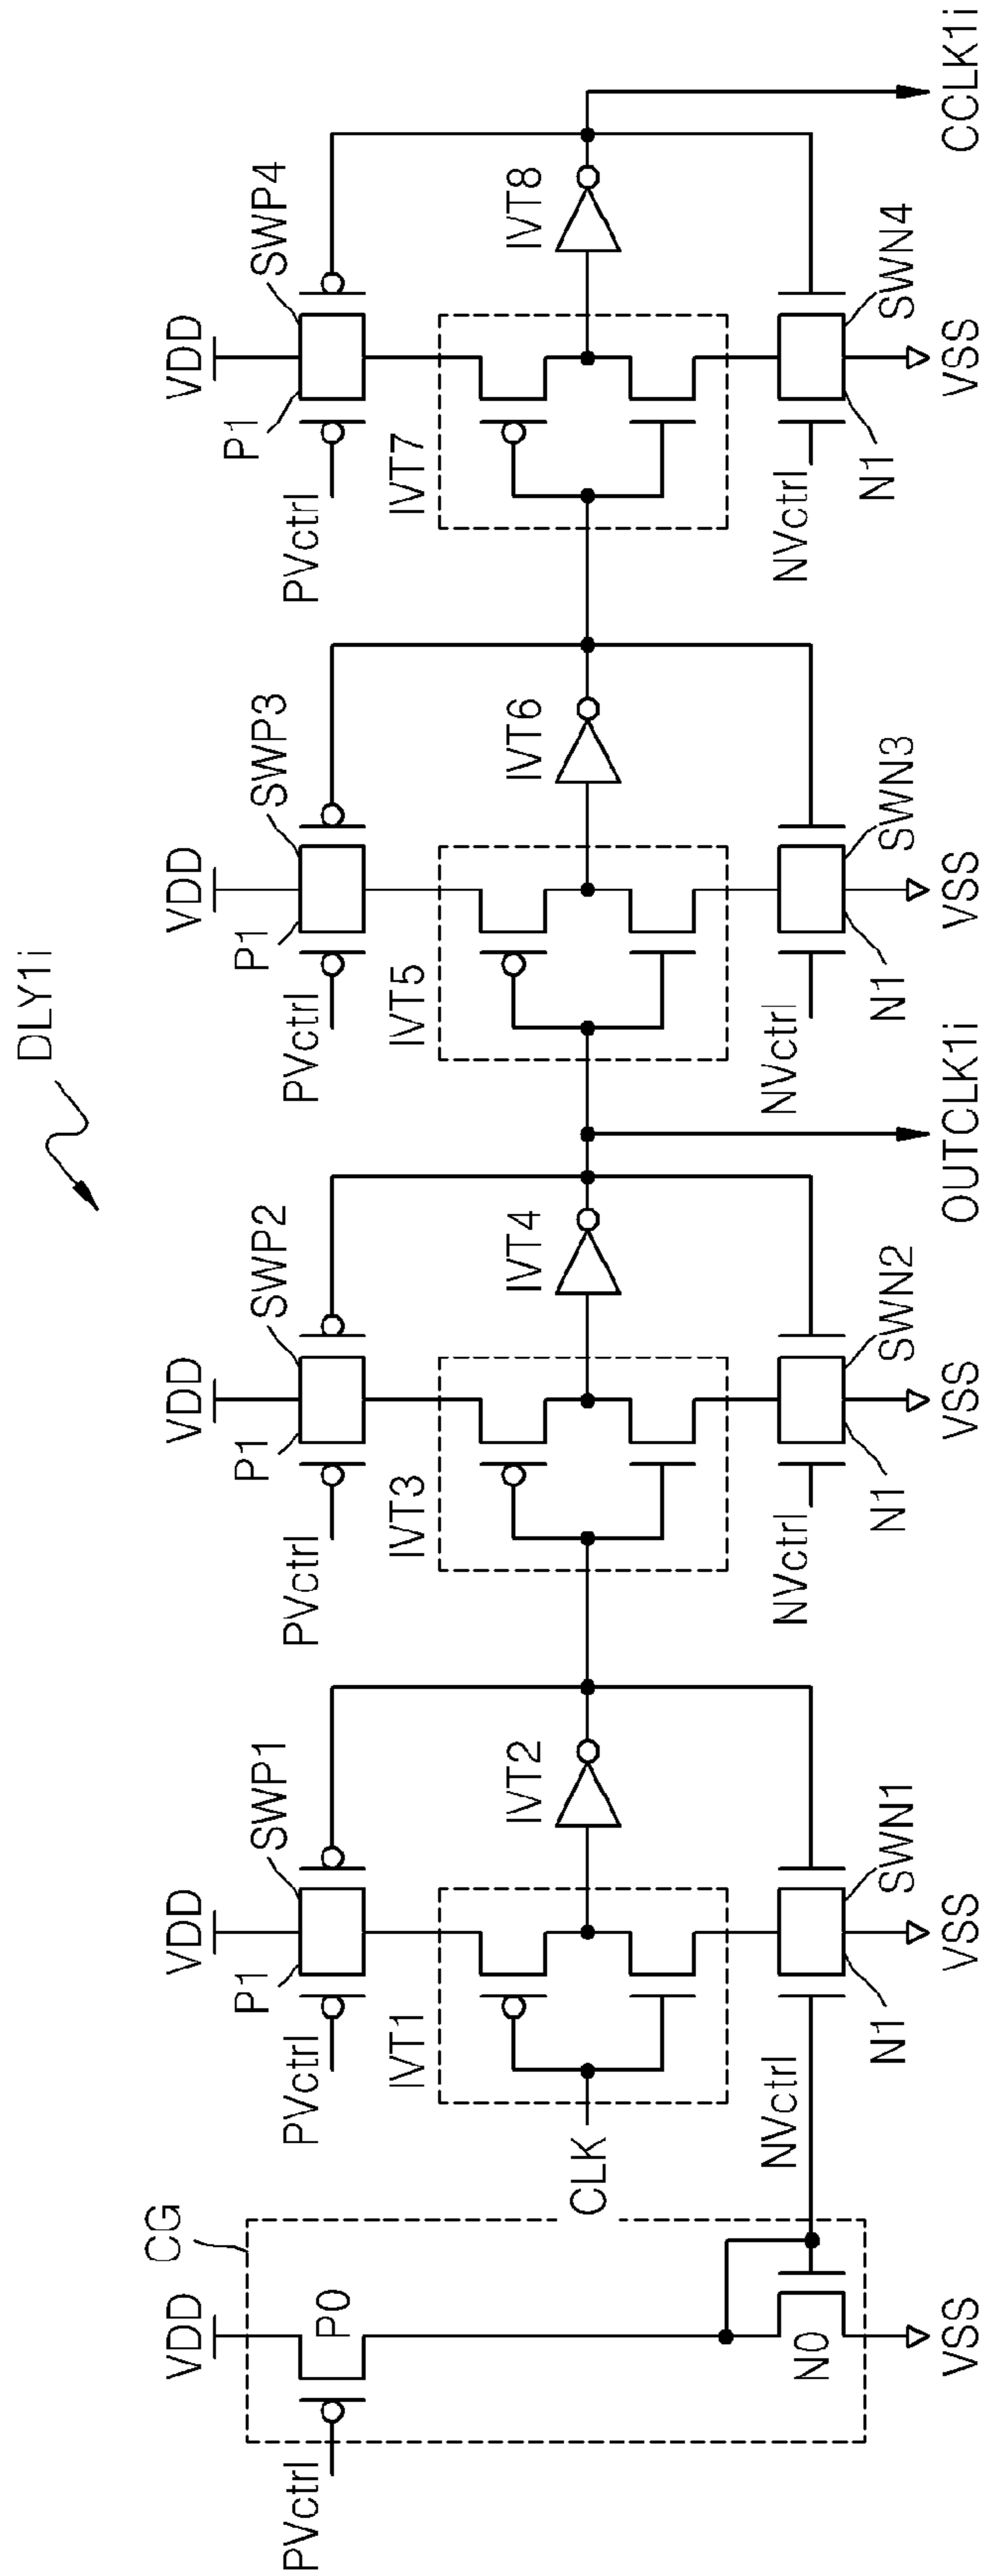 DLY1i
CG
VDD
PVctrl
P0
N0
VSS
VDD
P1
SWP1
PVctrl
IVT1
IVT2
CLK
NVctrl
N1
SWN1
VSS
VDD
P1
SWP2
PVctrl
IVT3
IVT4
NVctrl
N1
SWN2
VSS
OUTCLK1i
VDD
P1
SWP3
PVctrl
IVT5
IVT6
NVctrl
N1
SWN3
VSS
VDD
P1
SWP4
PVctrl
IVT7
IVT8
NVctrl
N1
SWN4
VSS
CCLK1i